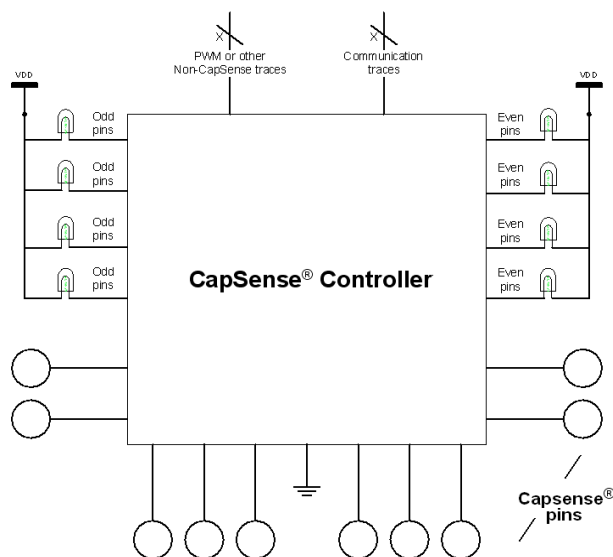 X
X
PWM or other
Non-CapSense traces
Communication
traces
VDD
VDD
Odd
pins
Even pins
Odd
pins
Even pins
Odd
pins
Even pins
Odd
pins
Even pins
CapSense® Controller
Capsense®
pins